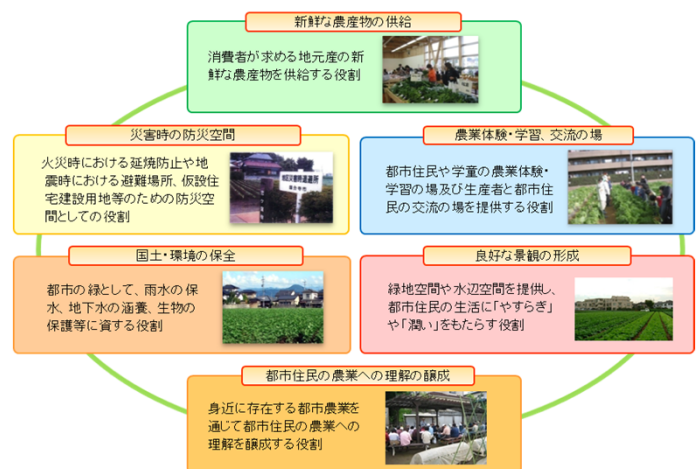 新鮮な農産物の供給
消費者が求める地元産の新
鮮な農産物を供給する役割
災害時の防災空間
火災時における延焼防止や地
震時における避難場所、仮設住
宅建設用地等のための防災空
間としての役割
農業体験・学習、交流の場
都市住民や学童の農業体験・
学習の場及び生産者と都市住
民の交流の場を提供する役割
国土・環境の保全
都市の緑として、雨水の保
水、地下水の涵養、生物の
保護等に資する役割
良好な景観の形成
緑地空間や水辺空間を提供し、
都市住民の生活に「やすらぎ」
や「潤い」をもたらす役割
都市住民の農業への理解の醸成
身近に存在する都市農業を
通じて都市住民の農業への
理解を醸成する役割